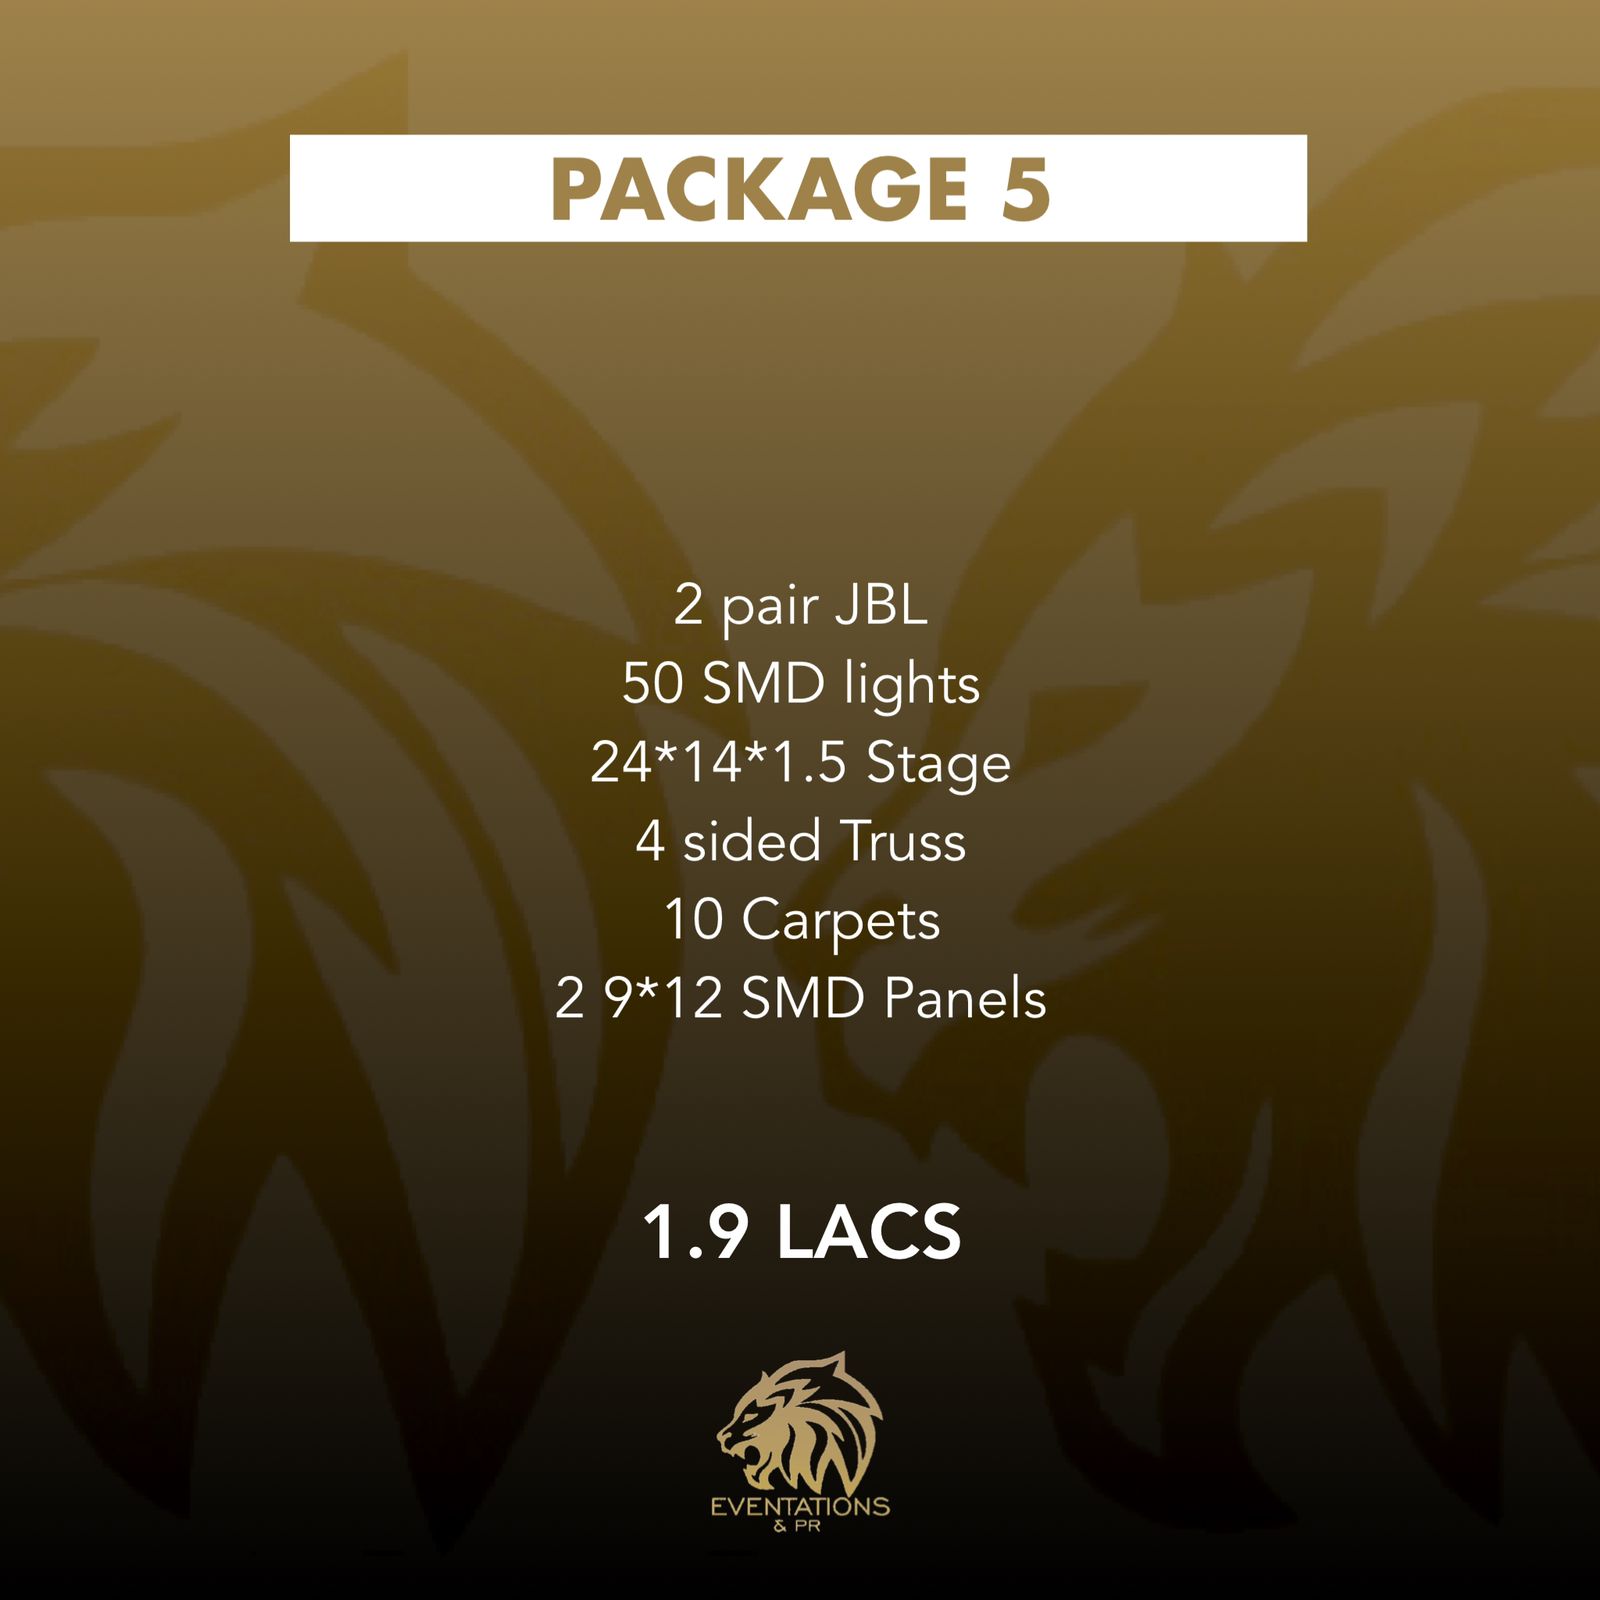 PACKAGE 5
2 pair JBL
50 SMD lights
24*14*1.5 Stage
4 sided Truss
10 Carpets
2 9*12 SMD Panels
1.9 LACS
EVENTATIONS
& PR